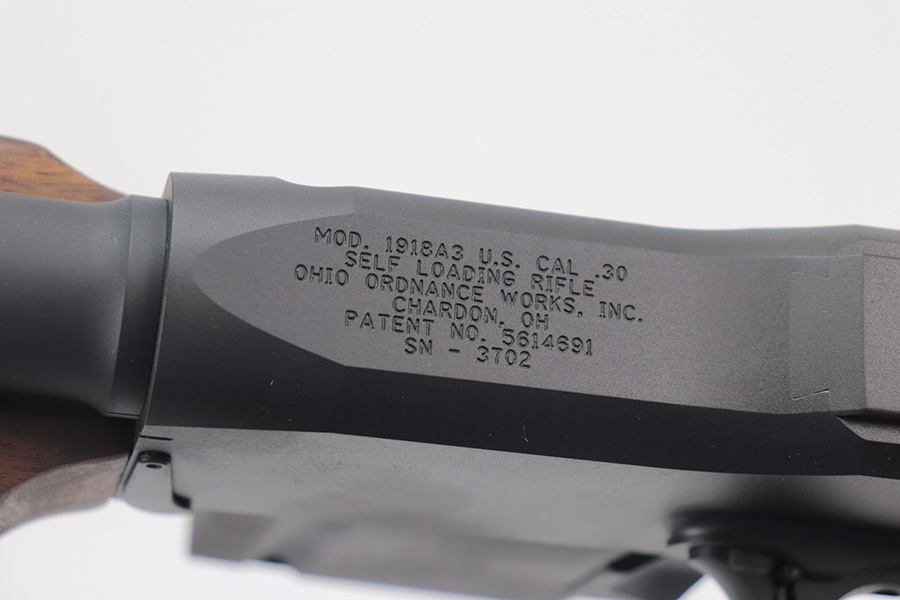 MOD. 1918A3 U.S. CAL .30
SELF LOADING RIFLE
OHIO ORDNANCE WORKS, INC.
CHARDON, OH
PATENT NO. 5614691
SN - 3702